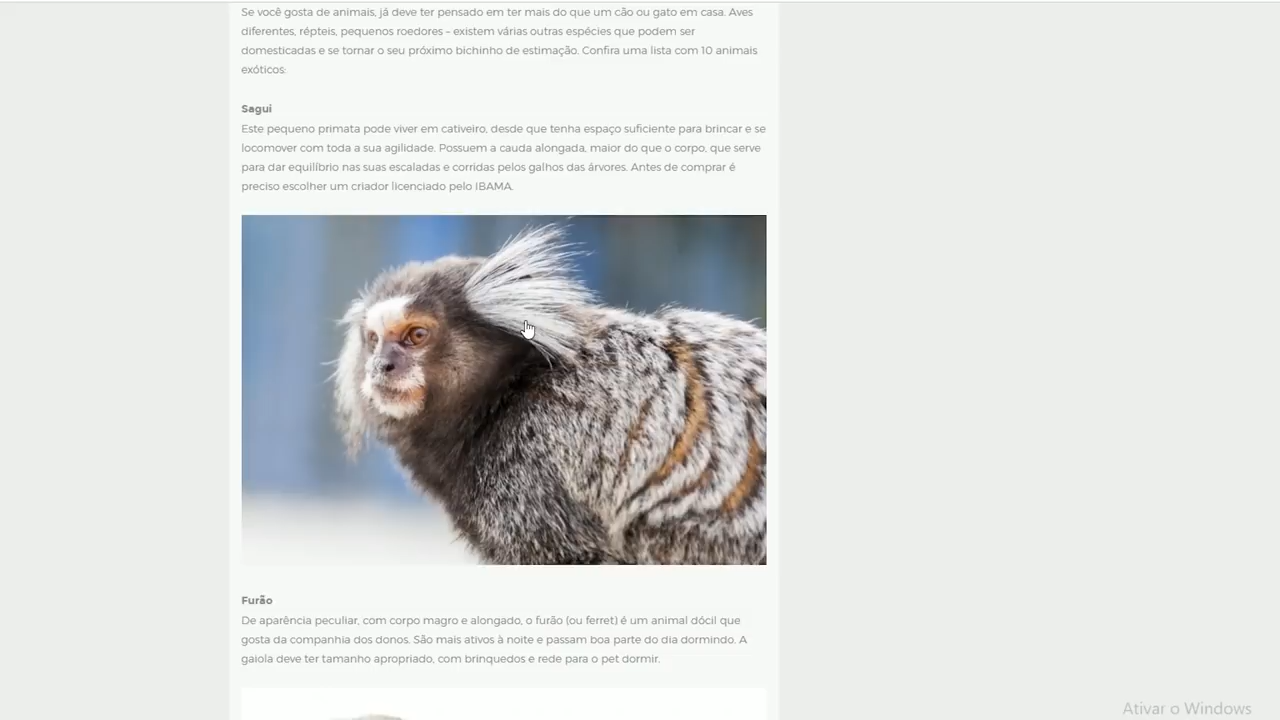 Se você gosta de animais, já deve ter pensado em ter mais do que um cão ou gato em casa. Aves
diferentes, répteis, pequenos roedores – existem várias outras espécies que podem ser
domesticadas e se tornar o seu próximo bichinho de estimação. Confira uma lista com 10 animais
exóticos:
Sagui
Este pequeno primata pode viver em cativeiro, desde que tenha espaço suficiente para brincar e se
locomover com toda a sua agilidade. Possuem a cauda alongada, maior do que o corpo, que serve
para dar equilíbrio nas suas escaladas e corridas pelos galhos das árvores. Antes de comprar é
preciso escolher um criador licenciado pelo IBAMA.
Furão
De aparência peculiar, com corpo magro e alongado, o furão (ou ferret) é um animal dócil que
gosta da companhia dos donos. São mais ativos à noite e passam boa parte do dia dormindo. A
gaiola deve ter tamanho apropriado, com brinquedos e rede para o pet dormir.
Ativar o Windows